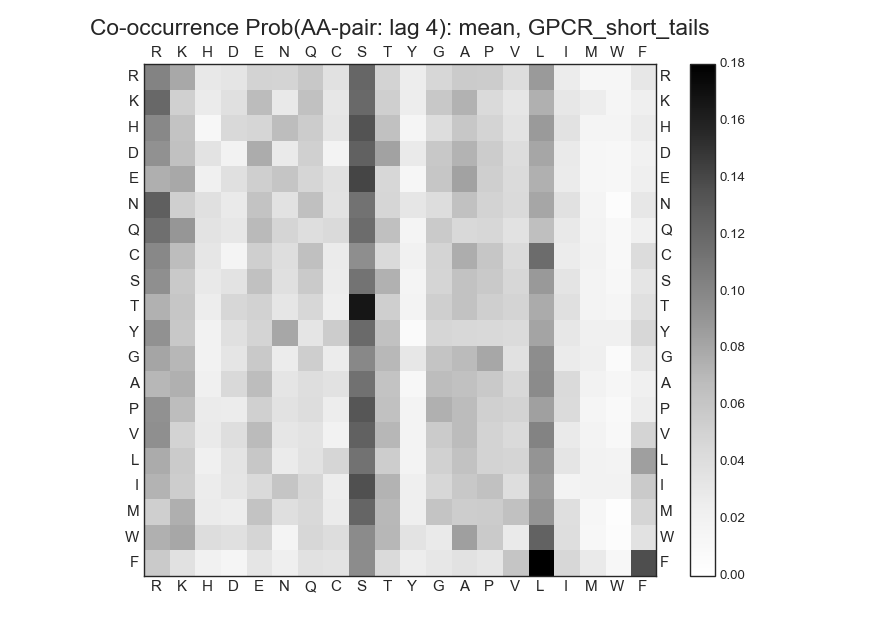 Co-occurrence Prob(AA-pair: lag 4): mean, GPCR_short_tails
R K H D E N Q C S T Y G A P V L I M W F
R R 0.18
K K
H H 0.16
D D
E E 0.14
N N
Q Q 0.12
C C
S S 0.10
T T
Y Y 0.08
G G
A A
P P 0.06
V V
L L 0.04
I I
M M 0.02
W W
F F 0.00
R K H D E N Q C S T Y G A P V L I M W F